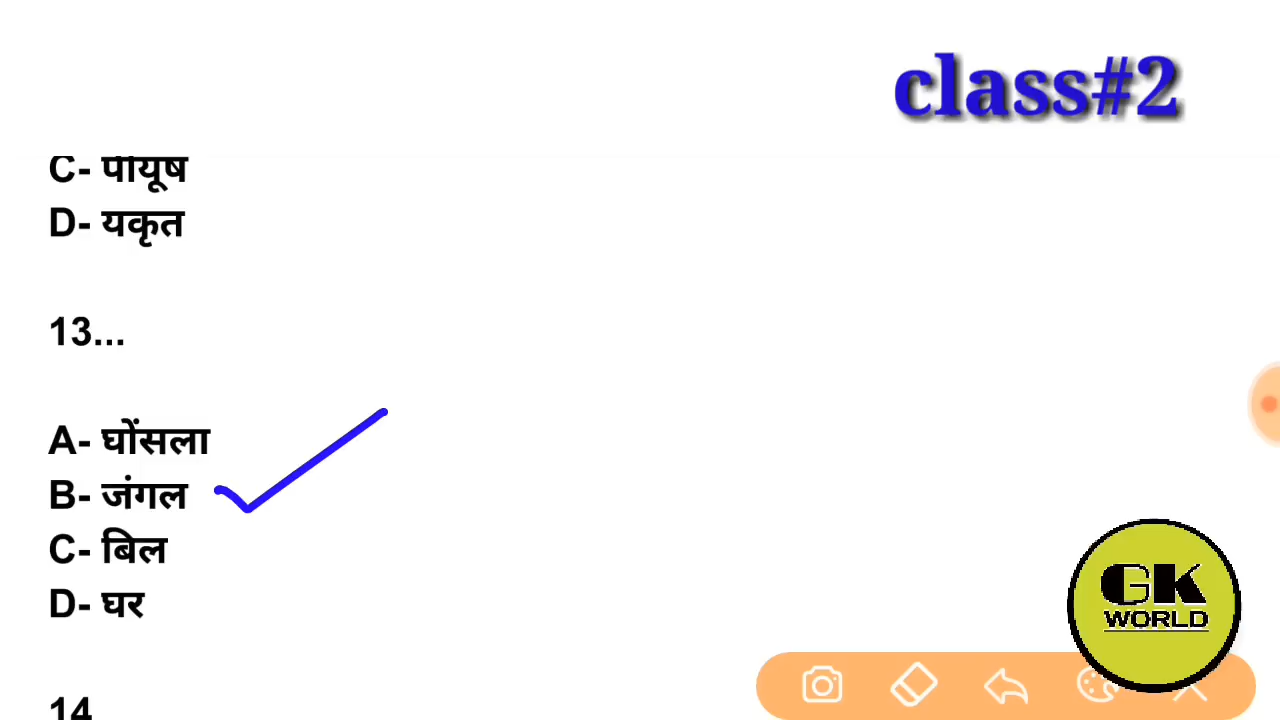 class#2
C- पीयूष
D- यकृत
13...
A- घोंसला
B- जंगल
C- बिल
D- घर
14
GK
WORLD